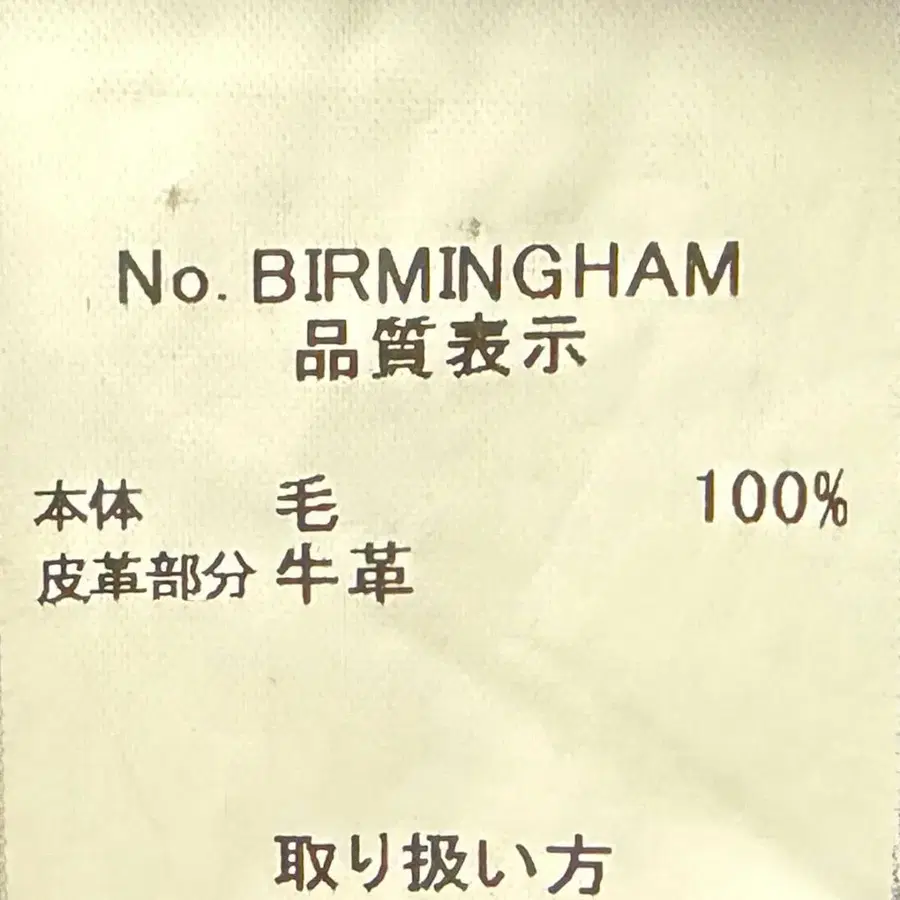 No. BIRMINGHAM
品質表示
本体 毛 100%
皮革部分 牛革
取り扱い方